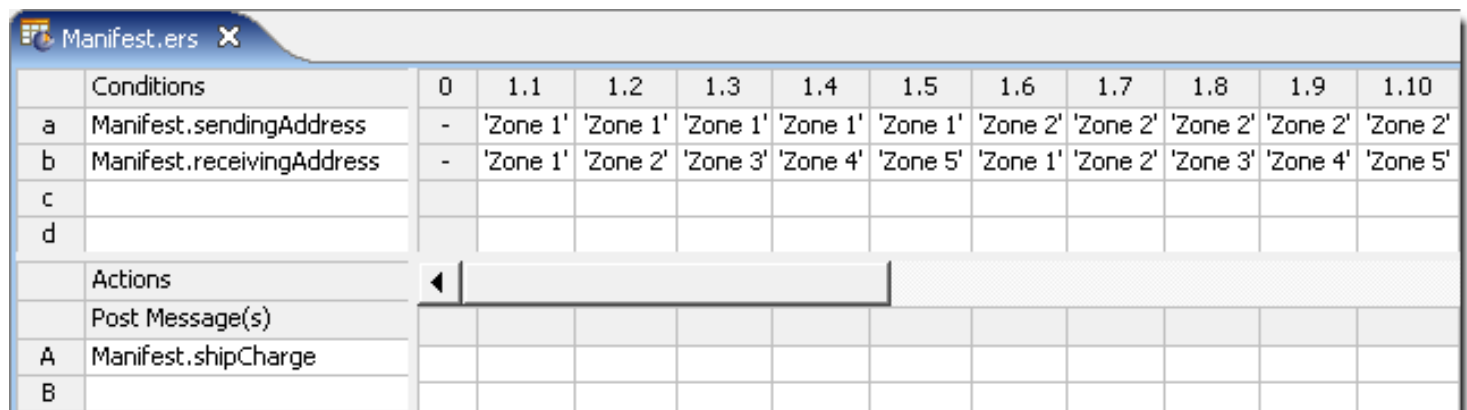 Manifest.ers
Conditions 0 1.1 1.2 1.3 1.4 1.5 1.6 1.7 1.8 1.9 1.10
a Manifest.sendingAddress - 'Zone 1' 'Zone 1' 'Zone 1' 'Zone 1' 'Zone 1' 'Zone 2' 'Zone 2' 'Zone 2' 'Zone 2' 'Zone 2'
b Manifest.receivingAddress - 'Zone 1' 'Zone 2' 'Zone 3' 'Zone 4' 'Zone 5' 'Zone 1' 'Zone 2' 'Zone 3' 'Zone 4' 'Zone 5'
c
d
Actions
Post Message(s)
A Manifest.shipCharge
B